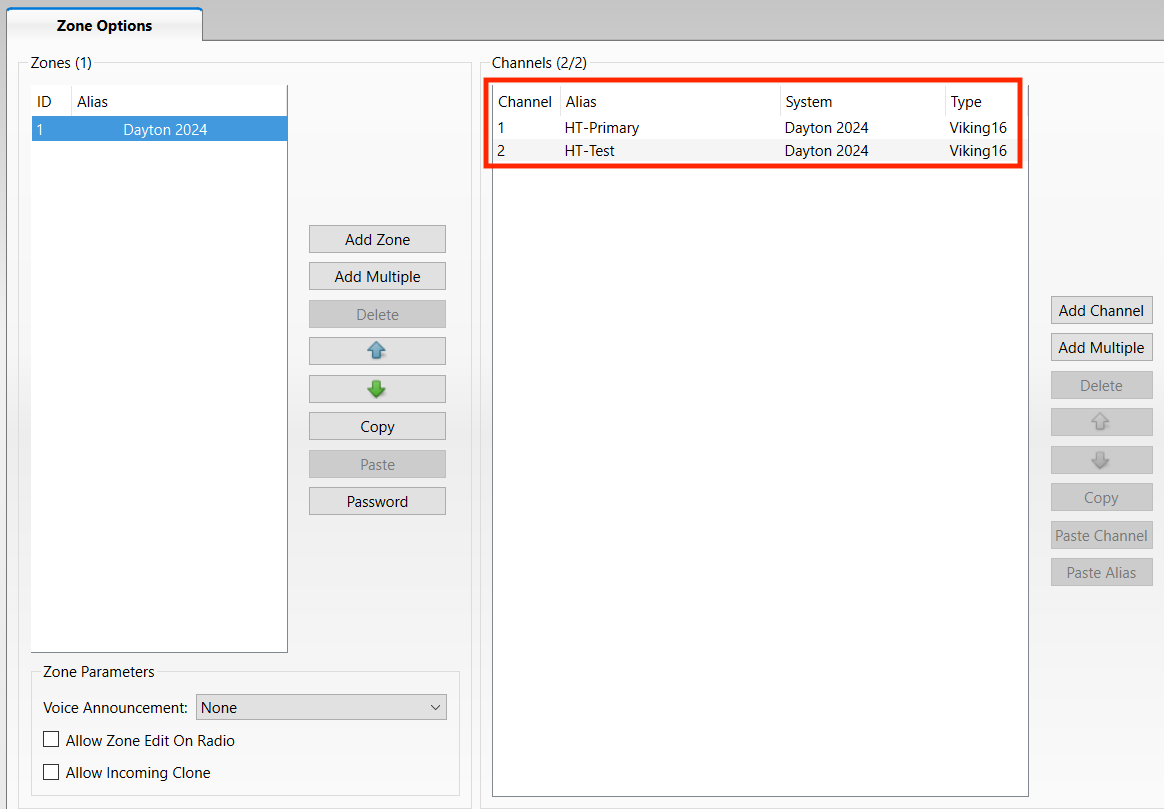 Zone Options
Zones (1)
ID Alias
1 Dayton 2024
Add Zone
Add Multiple
Delete
Copy
Paste
Password
Zone Parameters
Voice Announcement: None
Allow Zone Edit On Radio
Allow Incoming Clone
Channels (2/2)
Channel Alias System Type
1 HT-Primary Dayton 2024 Viking16
2 HT-Test Dayton 2024 Viking16
Add Channel
Add Multiple
Delete
Copy
Paste Channel
Paste Alias